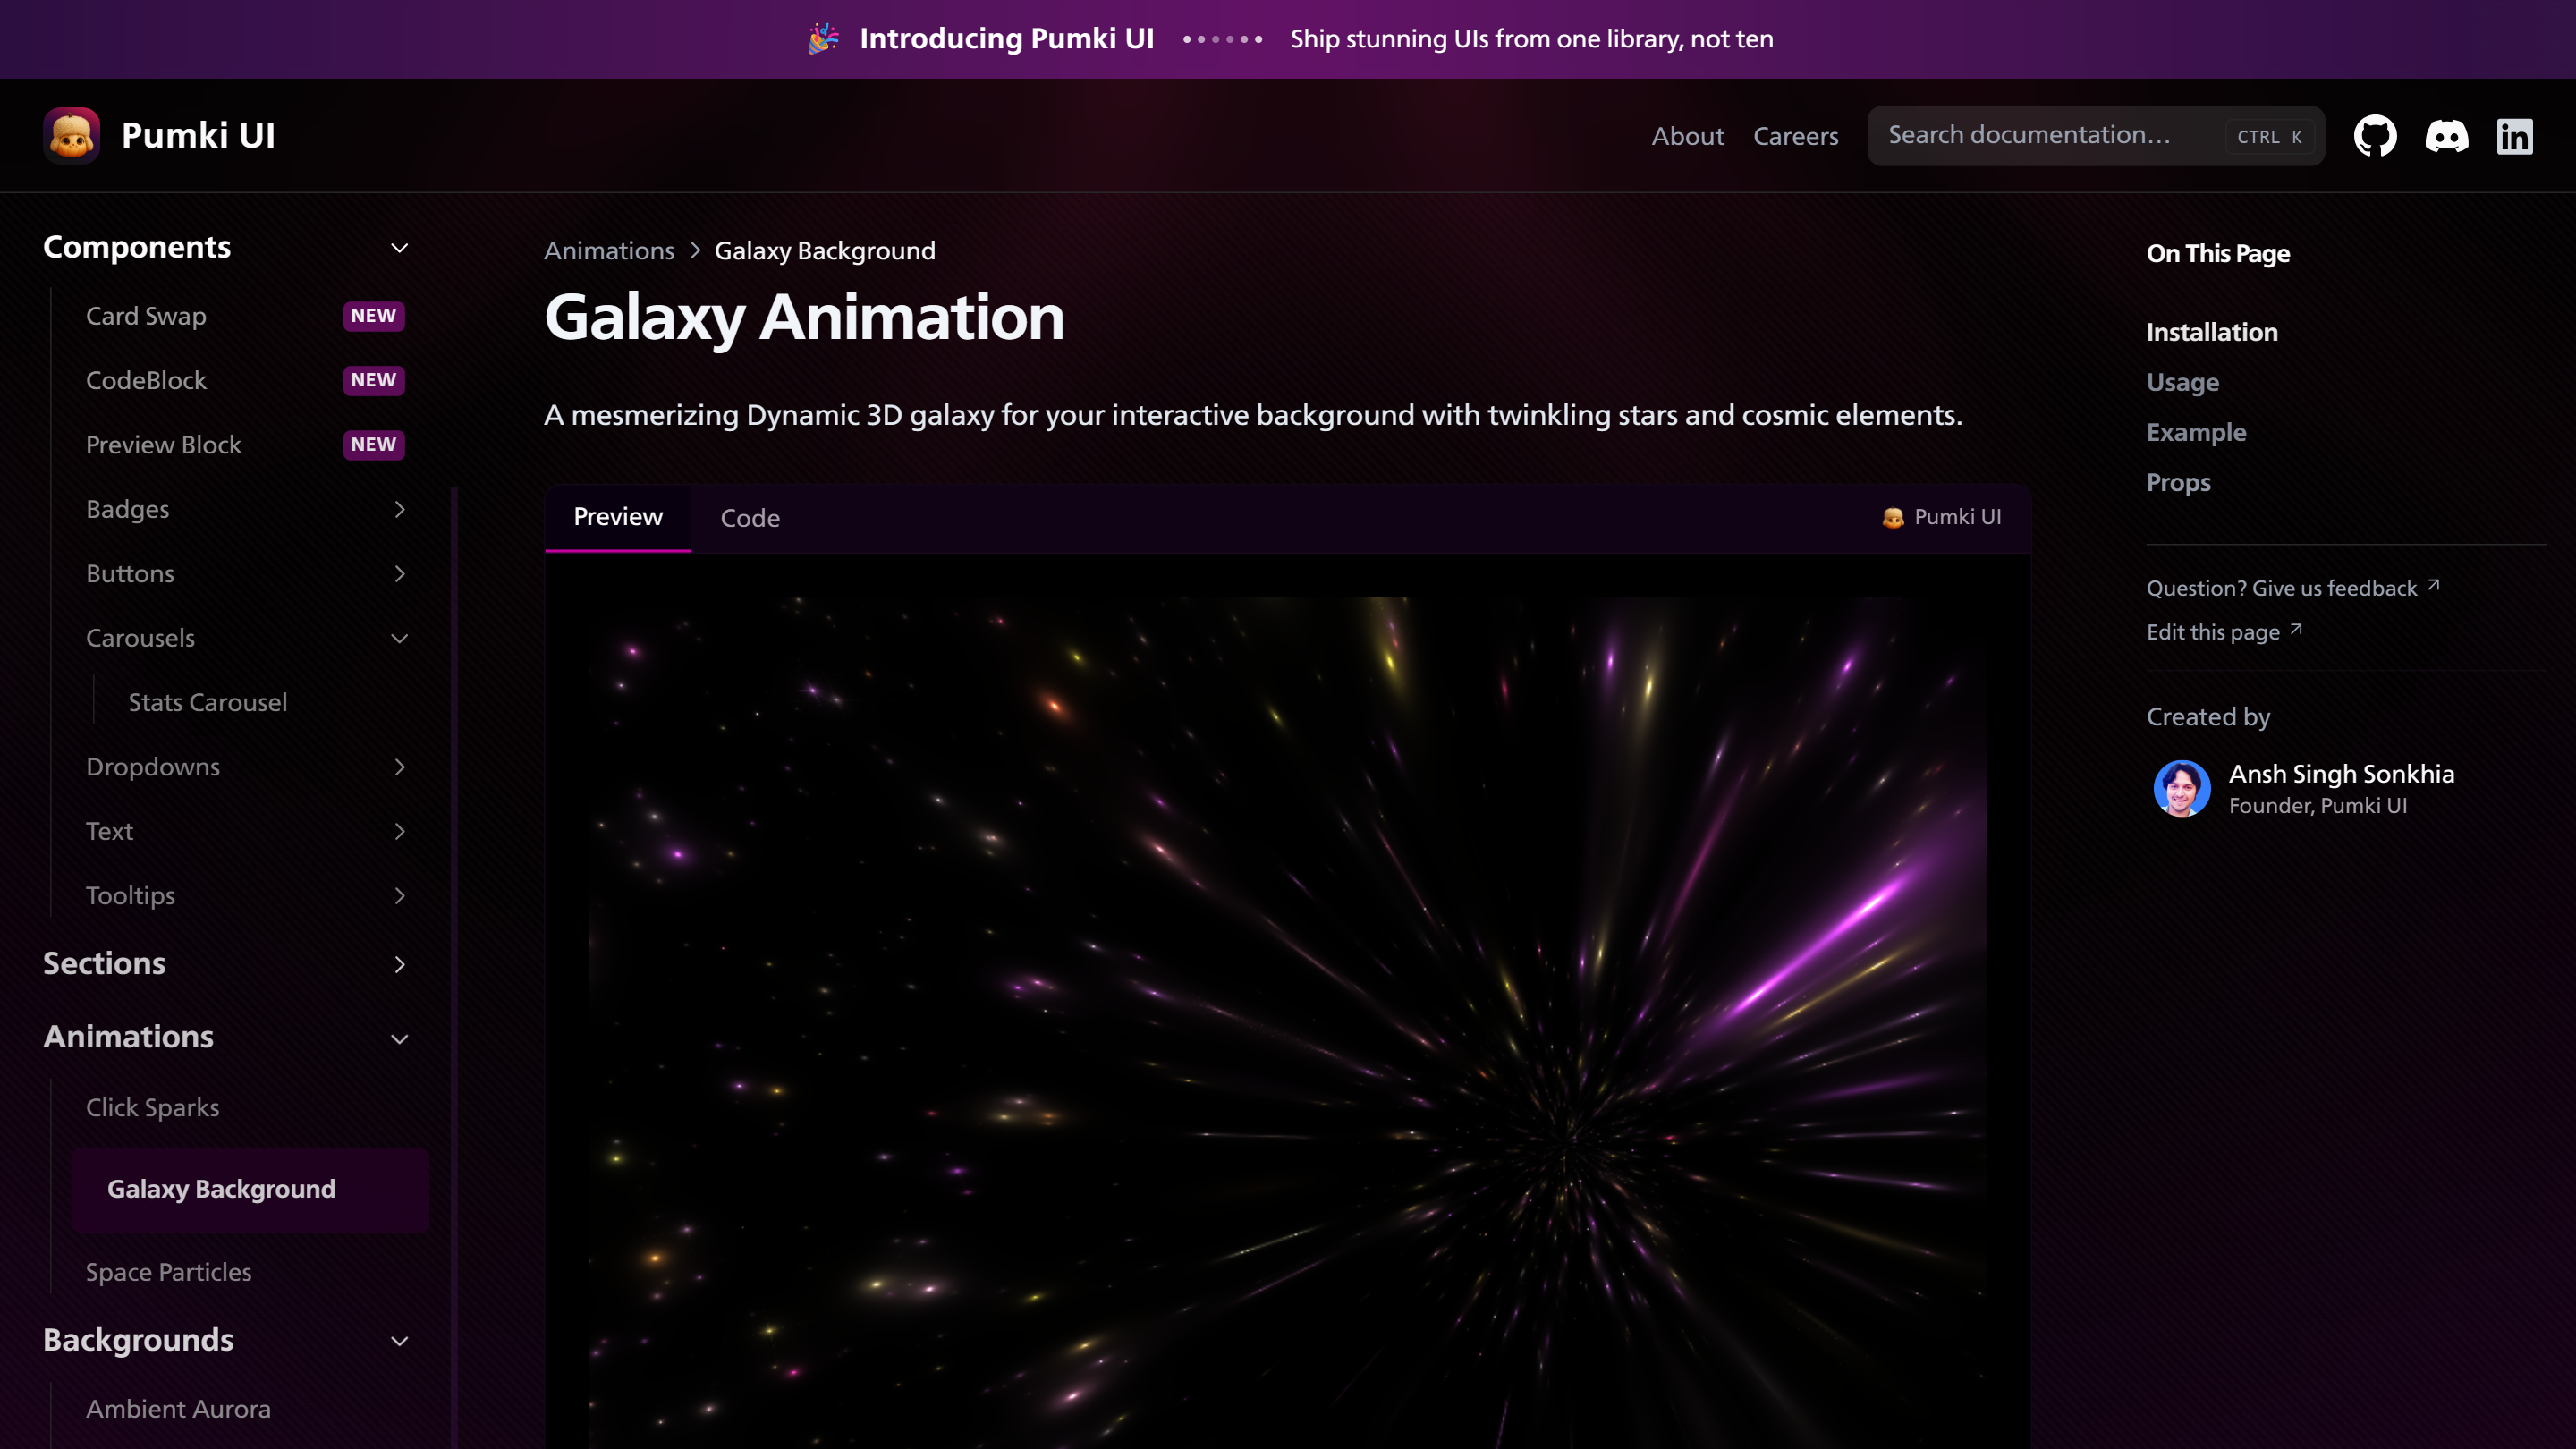 Introducing Pumki UI
Ship stunning UIs from one library, not ten
Pumki UI
About
Careers
Search documentation…
CTRL K
Components
Card Swap NEW
CodeBlock NEW
Preview Block NEW
Badges
Buttons
Carousels
Stats Carousel
Dropdowns
Text
Tooltips
Sections
Animations
Click Sparks
Galaxy Background
Space Particles
Backgrounds
Ambient Aurora
Animations > Galaxy Background
Galaxy Animation
A mesmerizing Dynamic 3D galaxy for your interactive background with twinkling stars and cosmic elements.
Preview
Code
Pumki UI
On This Page
Installation
Usage
Example
Props
Question? Give us feedback
Edit this page
Created by
Ansh Singh Sonkhia
Founder, Pumki UI